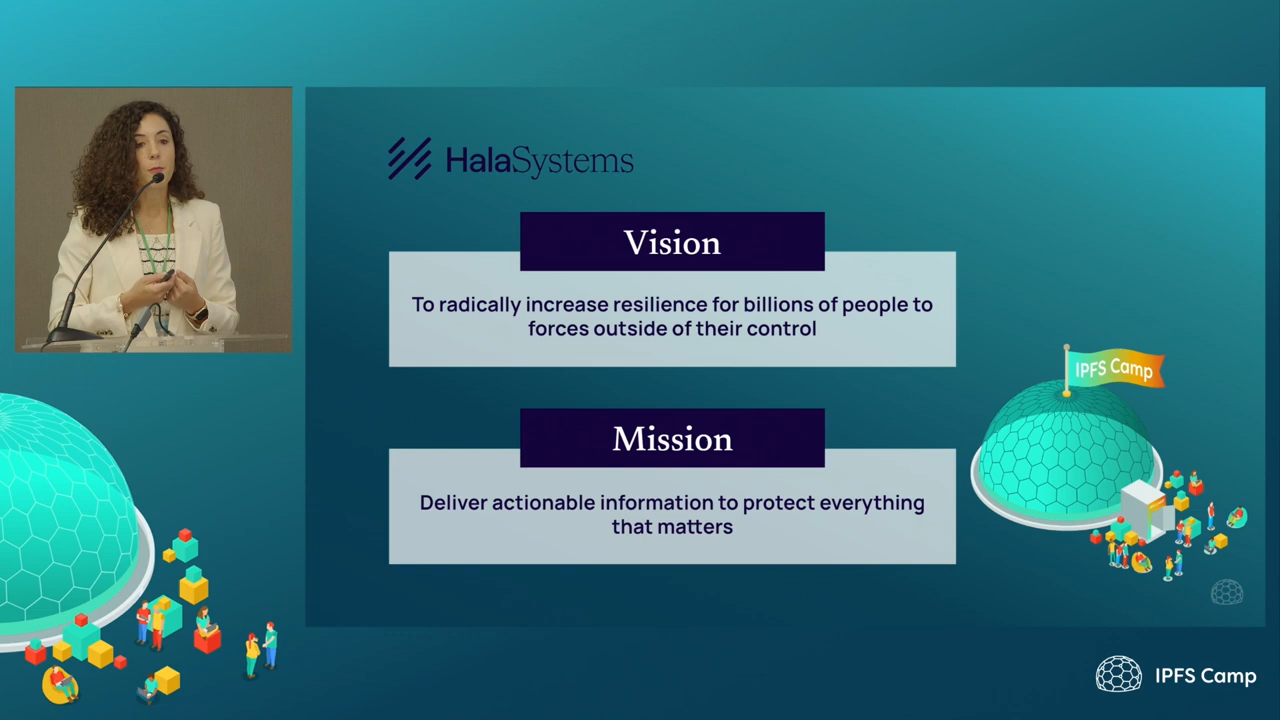 HalaSystems
Vision
To radically increase resilience for billions of people to
forces outside of their control
IPFS Camp
Mission
Deliver actionable information to protect everything
that matters
IPFS Camp